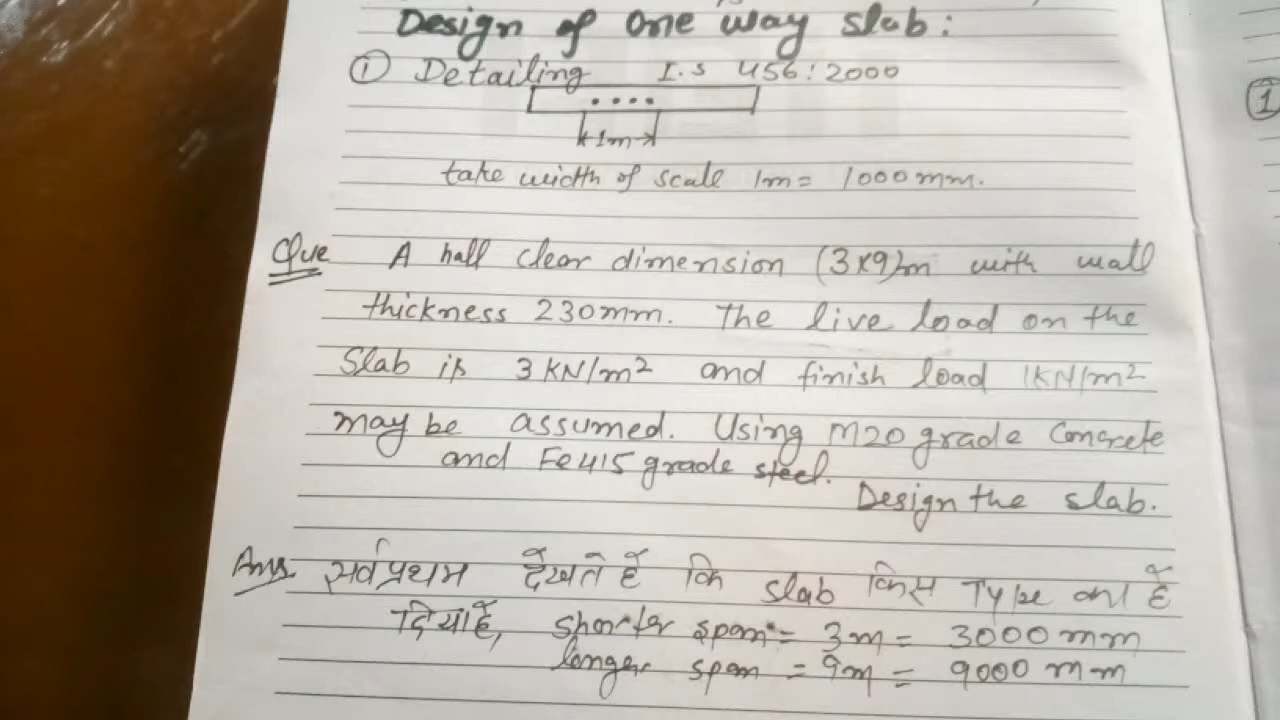 Design of one way slab:
① Detailing I.S 456:2000
1m
take width of scale 1m = 1000mm.
Que A hall clear dimension (3x9)m with wall
thickness 230mm. The live load on the
Slab is 3 KN/m² and finish load 1KN/m²
may be assumed. Using M20 grade Concrete
and Fe415 grade steel.
Design the slab.
Ans. सर्वप्रथम देखते है कि slab किस Type का है
दिया है, shorter span = 3m = 3000mm
longer span = 9m = 9000 mm
①